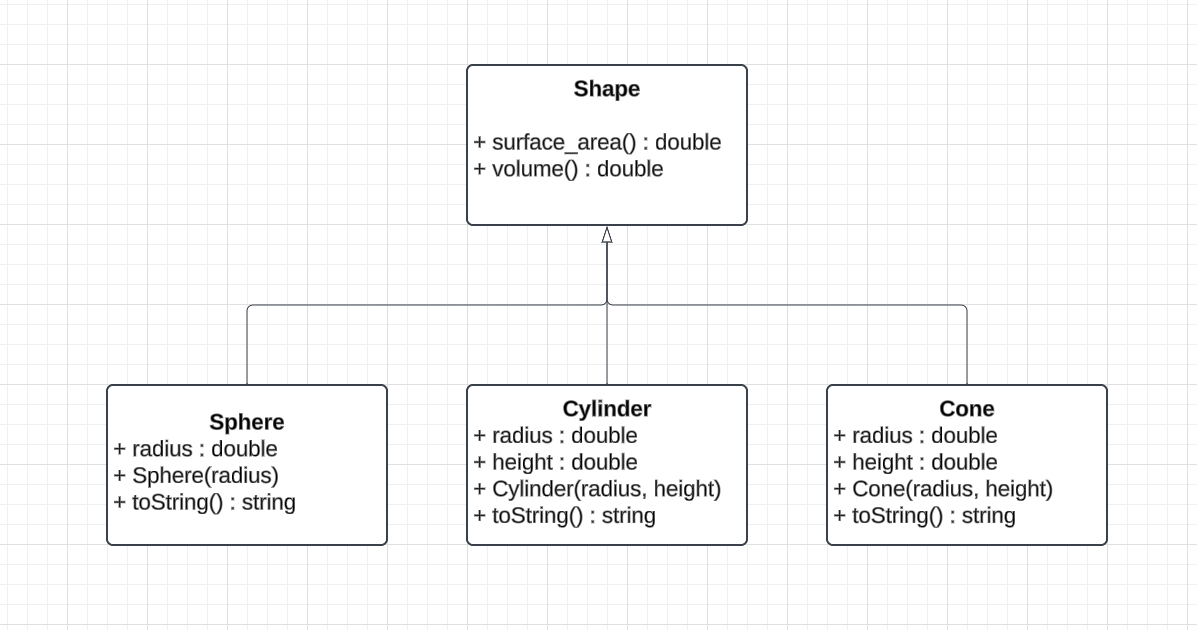 Shape
+ surface_area() : double
+ volume() : double
Sphere
+ radius : double
+ Sphere(radius)
+ toString() : string
Cylinder
+ radius : double
+ height : double
+ Cylinder(radius, height)
+ toString() : string
Cone
+ radius : double
+ height : double
+ Cone(radius, height)
+ toString() : string